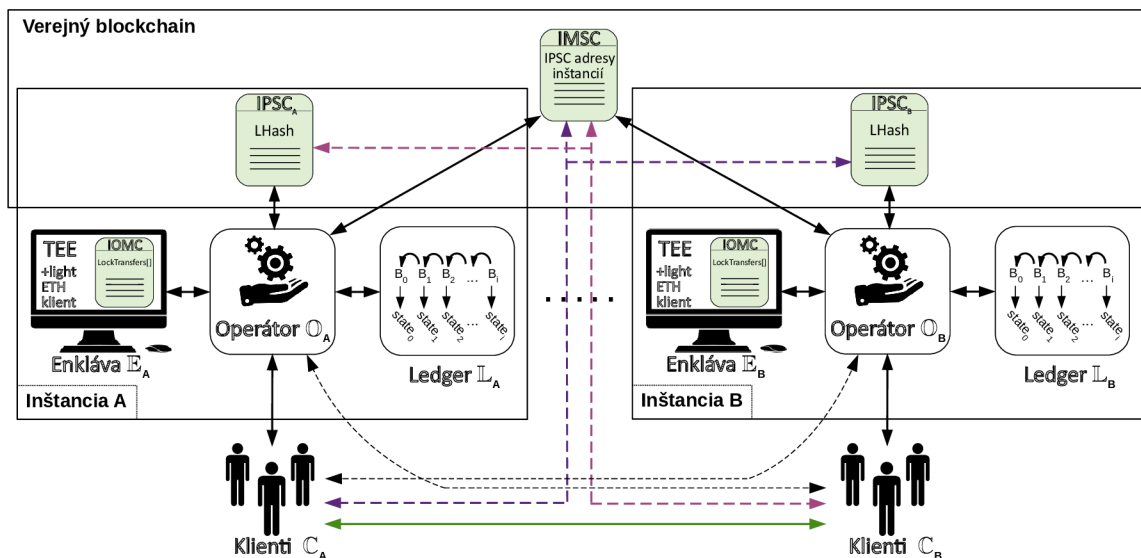 Verejný blockchain
IMSC
IPSC adresy
inštancií
IPSC_A
LHash
IPSC_B
LHash
TEE
+light
ETH
klient
IOMC
LockTransfers[]
Enkláva 𝔼_A
Operátor 𝕆_A
B_0 B_1 B_2 ... B_i
state_0 state_1 state_2 ... state_i
Ledger 𝕃_A
Inštancia A
......
TEE
+light
ETH
klient
IOMC
LockTransfers[]
Enkláva 𝔼_B
Operátor 𝕆_B
B_0 B_1 B_2 ... B_i
state_0 state_1 state_2 ... state_i
Ledger 𝕃_B
Inštancia B
Klienti ℂ_A
Klienti ℂ_B